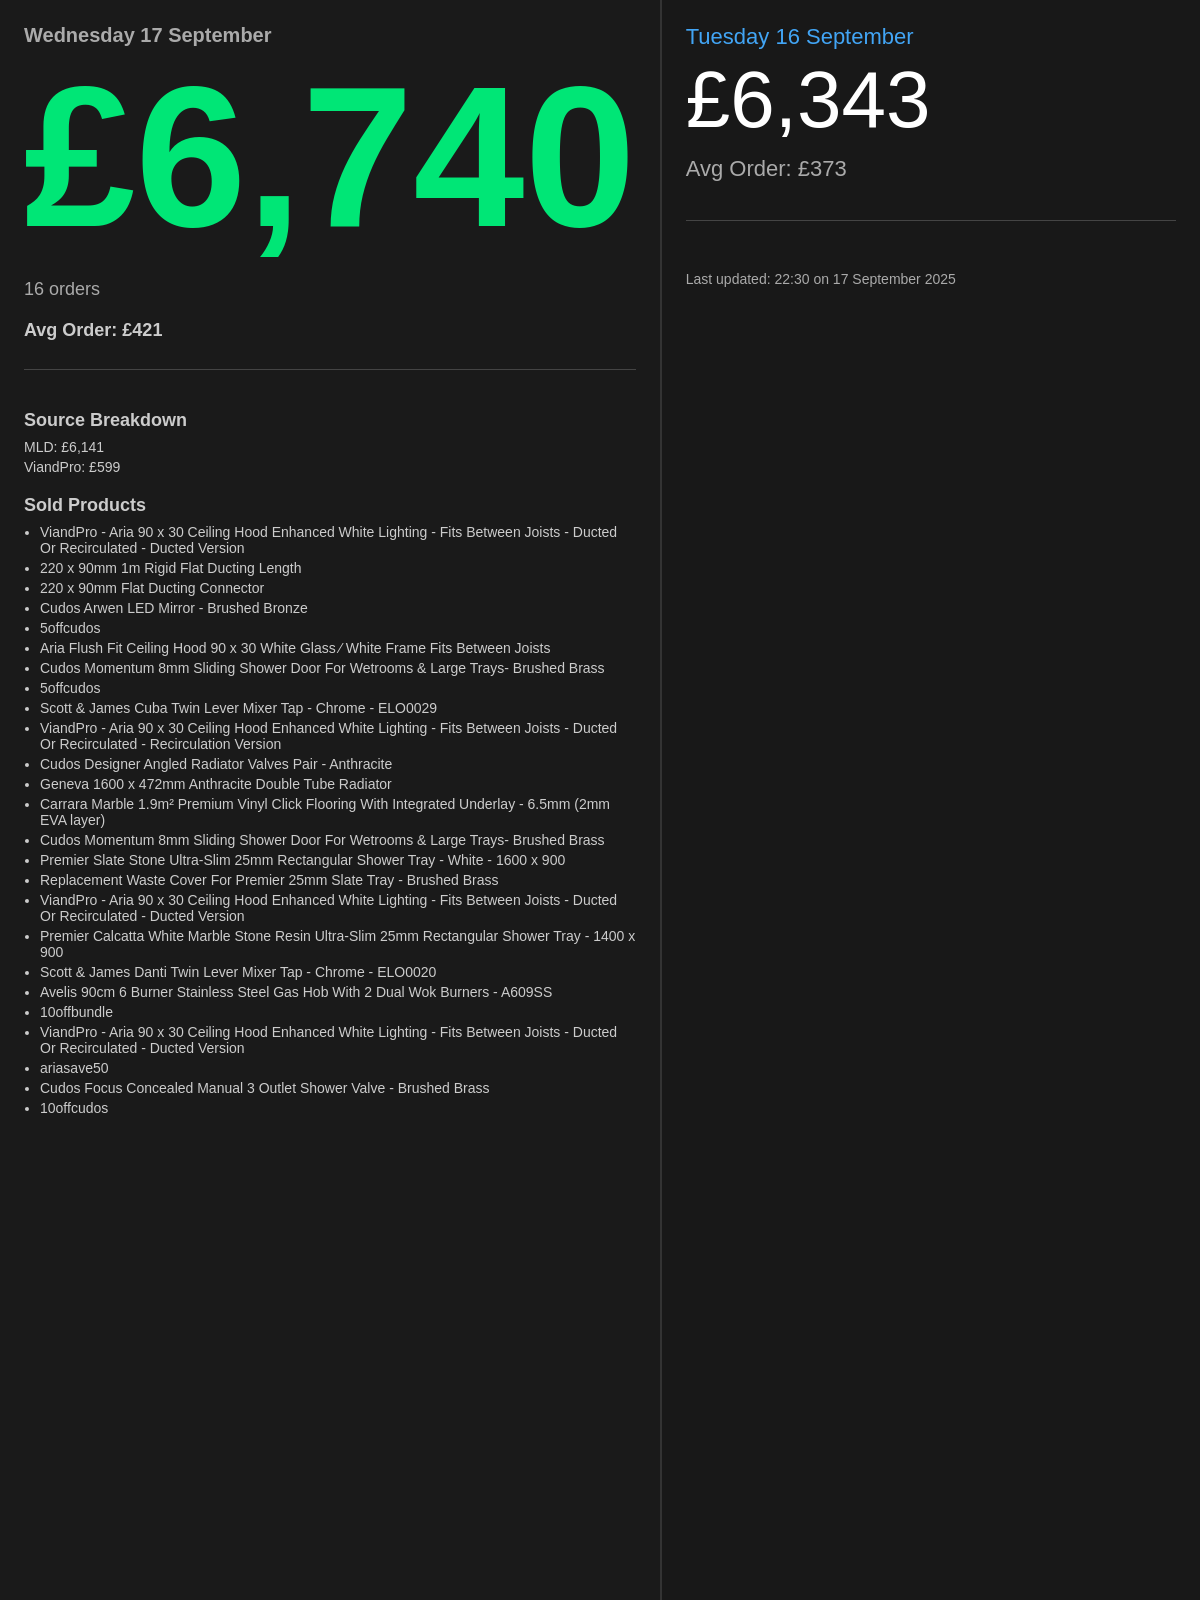 Wednesday 17 September
£6,740
16 orders
Avg Order: £421
Source Breakdown
MLD: £6,141
ViandPro: £599
Sold Products
• ViandPro - Aria 90 x 30 Ceiling Hood Enhanced White Lighting - Fits Between Joists - Ducted
Or Recirculated - Ducted Version
• 220 x 90mm 1m Rigid Flat Ducting Length
• 220 x 90mm Flat Ducting Connector
• Cudos Arwen LED Mirror - Brushed Bronze
• 5offcudos
• Aria Flush Fit Ceiling Hood 90 x 30 White Glass ⁄ White Frame Fits Between Joists
• Cudos Momentum 8mm Sliding Shower Door For Wetrooms & Large Trays- Brushed Brass
• 5offcudos
• Scott & James Cuba Twin Lever Mixer Tap - Chrome - ELO0029
• ViandPro - Aria 90 x 30 Ceiling Hood Enhanced White Lighting - Fits Between Joists - Ducted
Or Recirculated - Recirculation Version
• Cudos Designer Angled Radiator Valves Pair - Anthracite
• Geneva 1600 x 472mm Anthracite Double Tube Radiator
• Carrara Marble 1.9m² Premium Vinyl Click Flooring With Integrated Underlay - 6.5mm (2mm
EVA layer)
• Cudos Momentum 8mm Sliding Shower Door For Wetrooms & Large Trays- Brushed Brass
• Premier Slate Stone Ultra-Slim 25mm Rectangular Shower Tray - White - 1600 x 900
• Replacement Waste Cover For Premier 25mm Slate Tray - Brushed Brass
• ViandPro - Aria 90 x 30 Ceiling Hood Enhanced White Lighting - Fits Between Joists - Ducted
Or Recirculated - Ducted Version
• Premier Calcatta White Marble Stone Resin Ultra-Slim 25mm Rectangular Shower Tray - 1400 x
900
• Scott & James Danti Twin Lever Mixer Tap - Chrome - ELO0020
• Avelis 90cm 6 Burner Stainless Steel Gas Hob With 2 Dual Wok Burners - A609SS
• 10offbundle
• ViandPro - Aria 90 x 30 Ceiling Hood Enhanced White Lighting - Fits Between Joists - Ducted
Or Recirculated - Ducted Version
• ariasave50
• Cudos Focus Concealed Manual 3 Outlet Shower Valve - Brushed Brass
• 10offcudos
Tuesday 16 September
£6,343
Avg Order: £373
Last updated: 22:30 on 17 September 2025